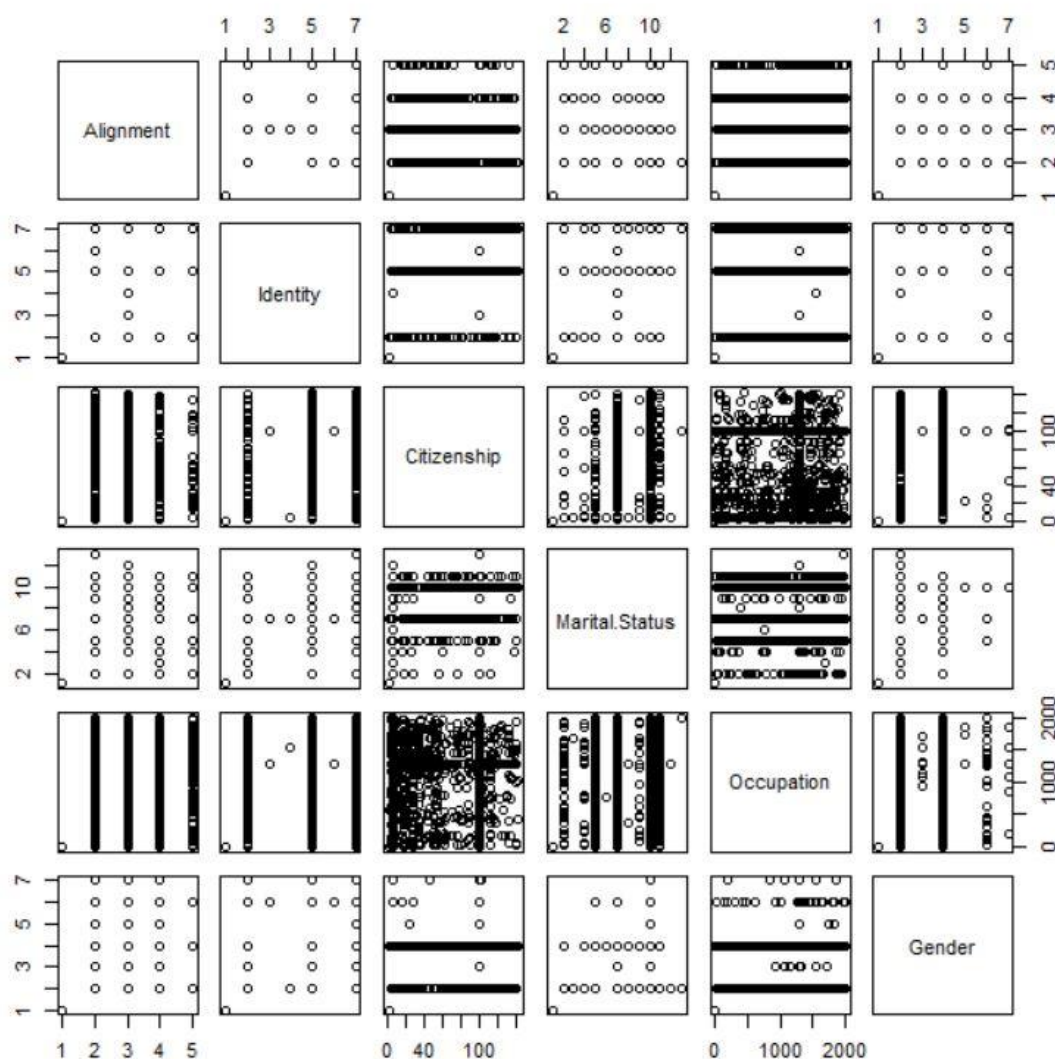 1 3 5 7 2 6 10 1 3 5 7
Alignment
1 2 3 4 5
1 3 5 7
Identity
Citizenship
0 40 100
2 6 10
Marital.Status
Occupation
0 1000 2000
1 3 5 7
Gender
1 2 3 4 5 0 40 100 0 1000 2000